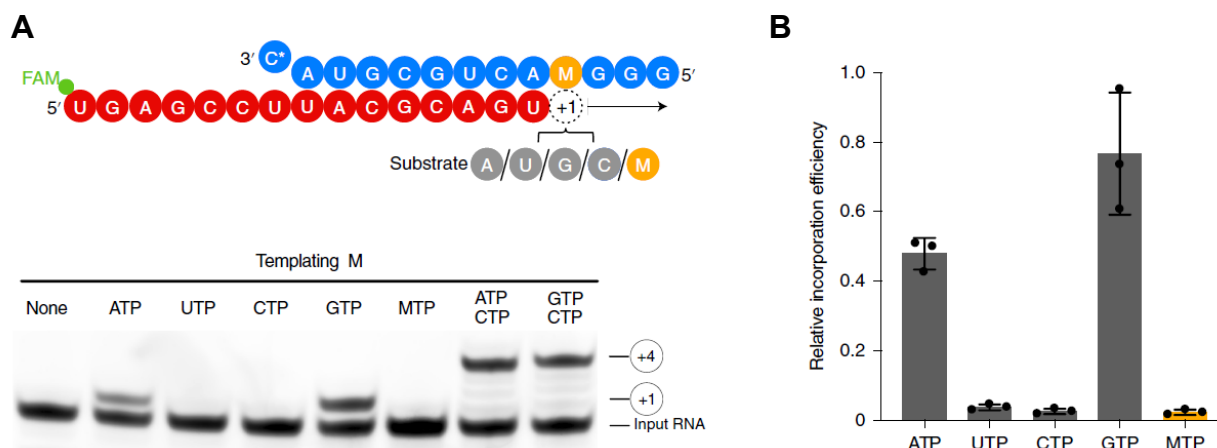 A
3′ C*
A U G C G U C A M G G G 5′
FAM
5′ U G A G C C U U A C G C A G U +1
Substrate A / U / G / C / M
Templating M
None ATP UTP CTP GTP MTP ATP CTP GTP CTP
+4
+1
Input RNA
B
Relative incorporation efficiency
1.0
0.8
0.6
0.4
0.2
0
ATP UTP CTP GTP MTP